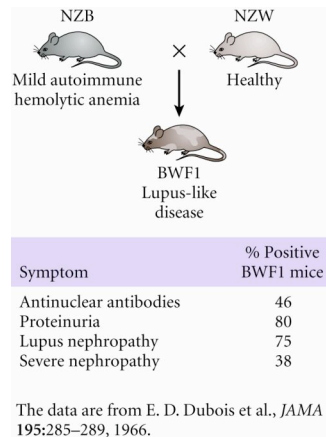 NZB NZW
×
Mild autoimmune Healthy
hemolytic anemia
BWF1
Lupus-like
disease
% Positive
Symptom BWF1 mice
Antinuclear antibodies 46
Proteinuria 80
Lupus nephropathy 75
Severe nephropathy 38
The data are from E. D. Dubois et al., JAMA
195:285–289, 1966.